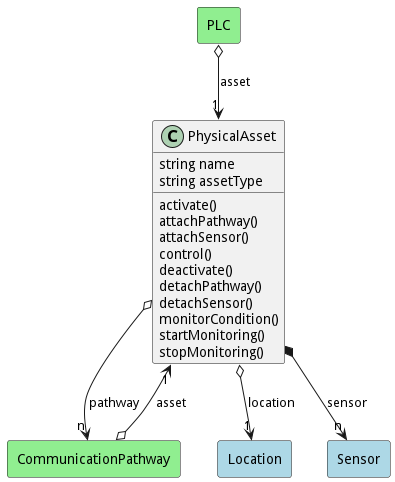 PLC
asset
1
C PhysicalAsset
string name
string assetType
activate()
attachPathway()
attachSensor()
control()
deactivate()
detachPathway()
detachSensor()
monitorCondition()
startMonitoring()
stopMonitoring()
1
pathway
asset
location
sensor
n
1
n
CommunicationPathway
Location
Sensor